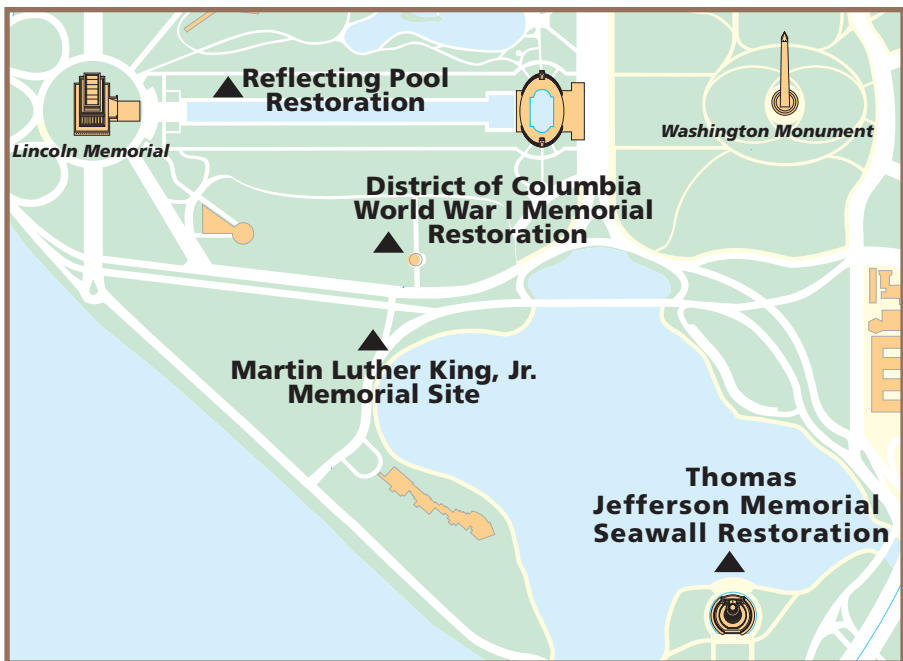 Reflecting Pool
Restoration
Lincoln Memorial
Washington Monument
District of Columbia
World War I Memorial
Restoration
Martin Luther King, Jr.
Memorial Site
Thomas
Jefferson Memorial
Seawall Restoration